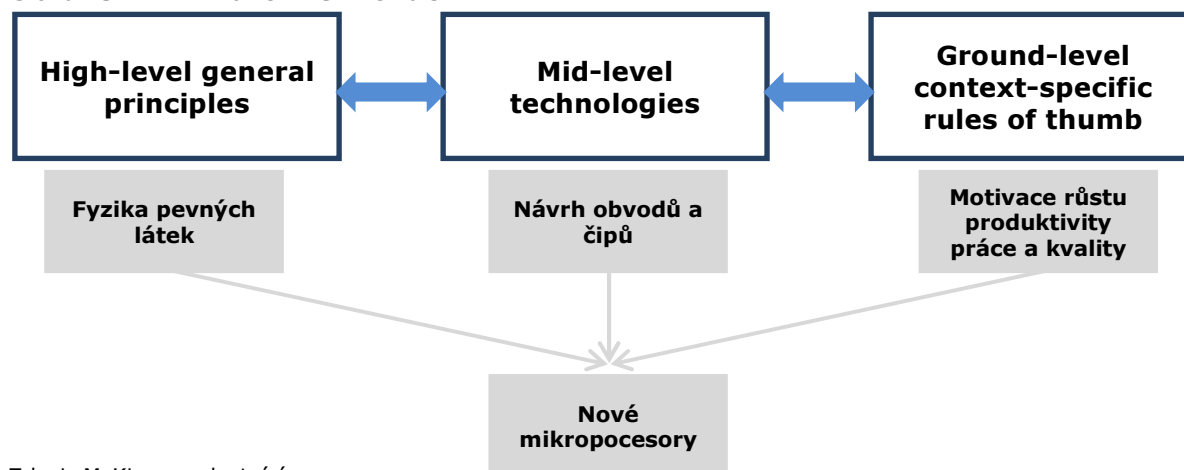 High-level general
principles
Mid-level
technologies
Ground-level
context-specific
rules of thumb
Fyzika pevných
látek
Návrh obvodů a
čipů
Motivace růstu
produktivity
práce a kvality
Nové
mikropocesory